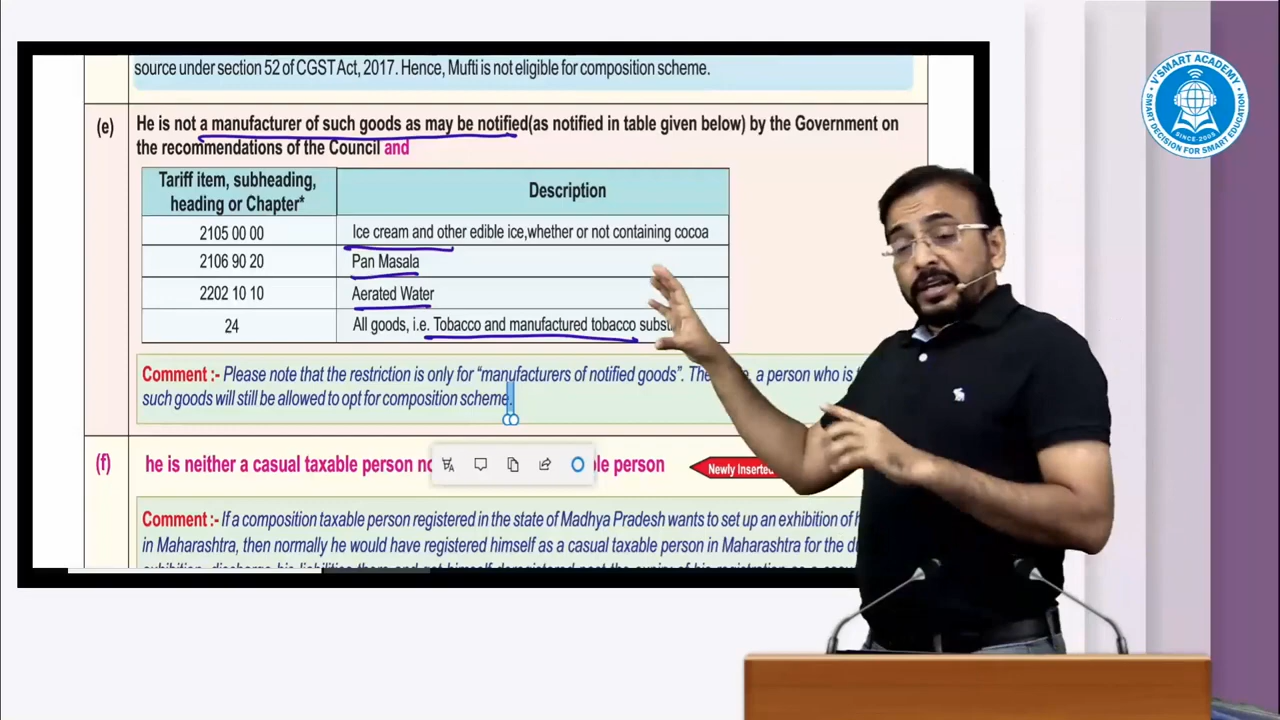 source under section 52 of CGST Act, 2017. Hence, Mufti is not eligible for composition scheme.
(e) He is not a manufacturer of such goods as may be notified(as notified in table given below) by the Government on
the recommendations of the Council and
Tariff item, subheading, heading or Chapter* Description
2105 00 00 Ice cream and other edible ice,whether or not containing cocoa
2106 90 20 Pan Masala
2202 10 10 Aerated Water
24 All goods, i.e. Tobacco and manufactured tobacco
Comment :- Please note that the restriction is only for “manufacturers of notified goods”. a person who is
such goods will still be allowed to opt for composition scheme.
(f) he is neither a casual taxable person person Newly Inserted
Comment :- If a composition taxable person registered in the state of Madhya Pradesh wants to set up an exhibition of
in Maharashtra, then normally he would have registered himself as a casual taxable person in Maharashtra for the
V'SMART ACADEMY
SINCE-2005
SMART DECISION FOR SMART EDUCATION